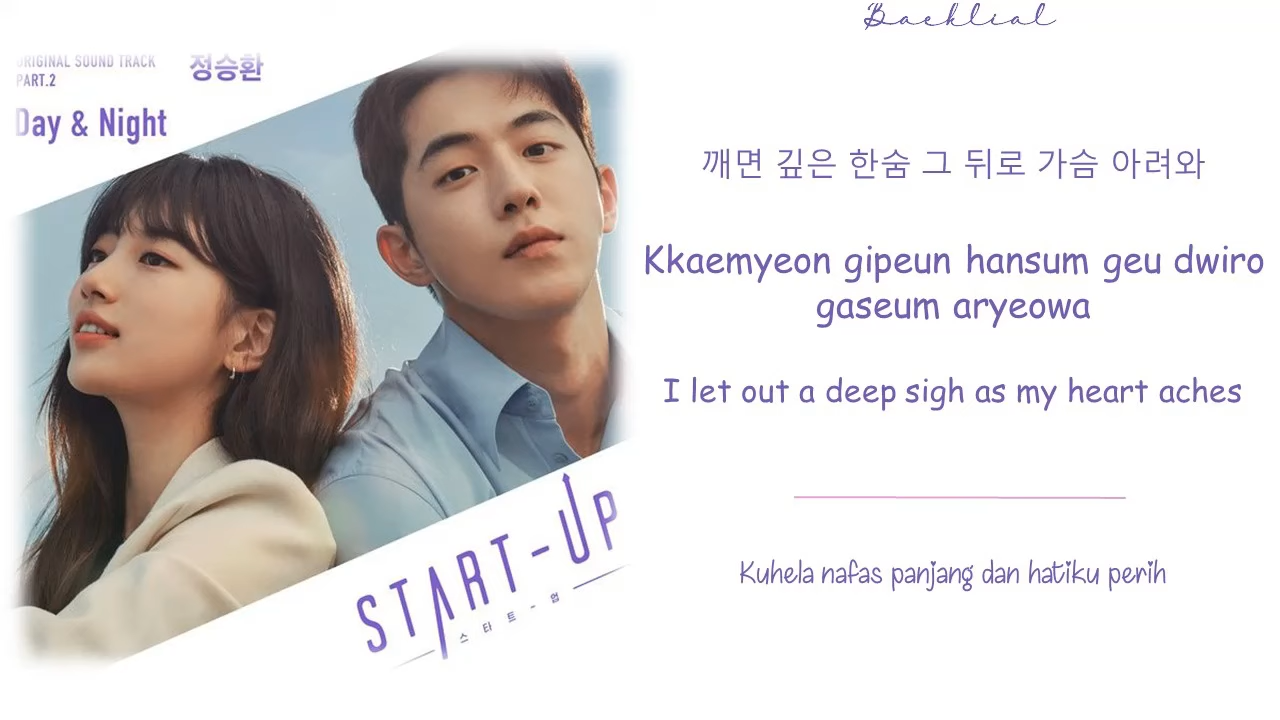 Backlial
ORIGINAL SOUND TRACK
PART.2
정승환
Day & Night
깨면 깊은 한숨 그 뒤로 가슴 아려와
Kkaemyeon gipeun hansum geu dwiro
gaseum aryeowa
I let out a deep sigh as my heart aches
START-UP
스타트-업
Kuhela nafas panjang dan hatiku perih